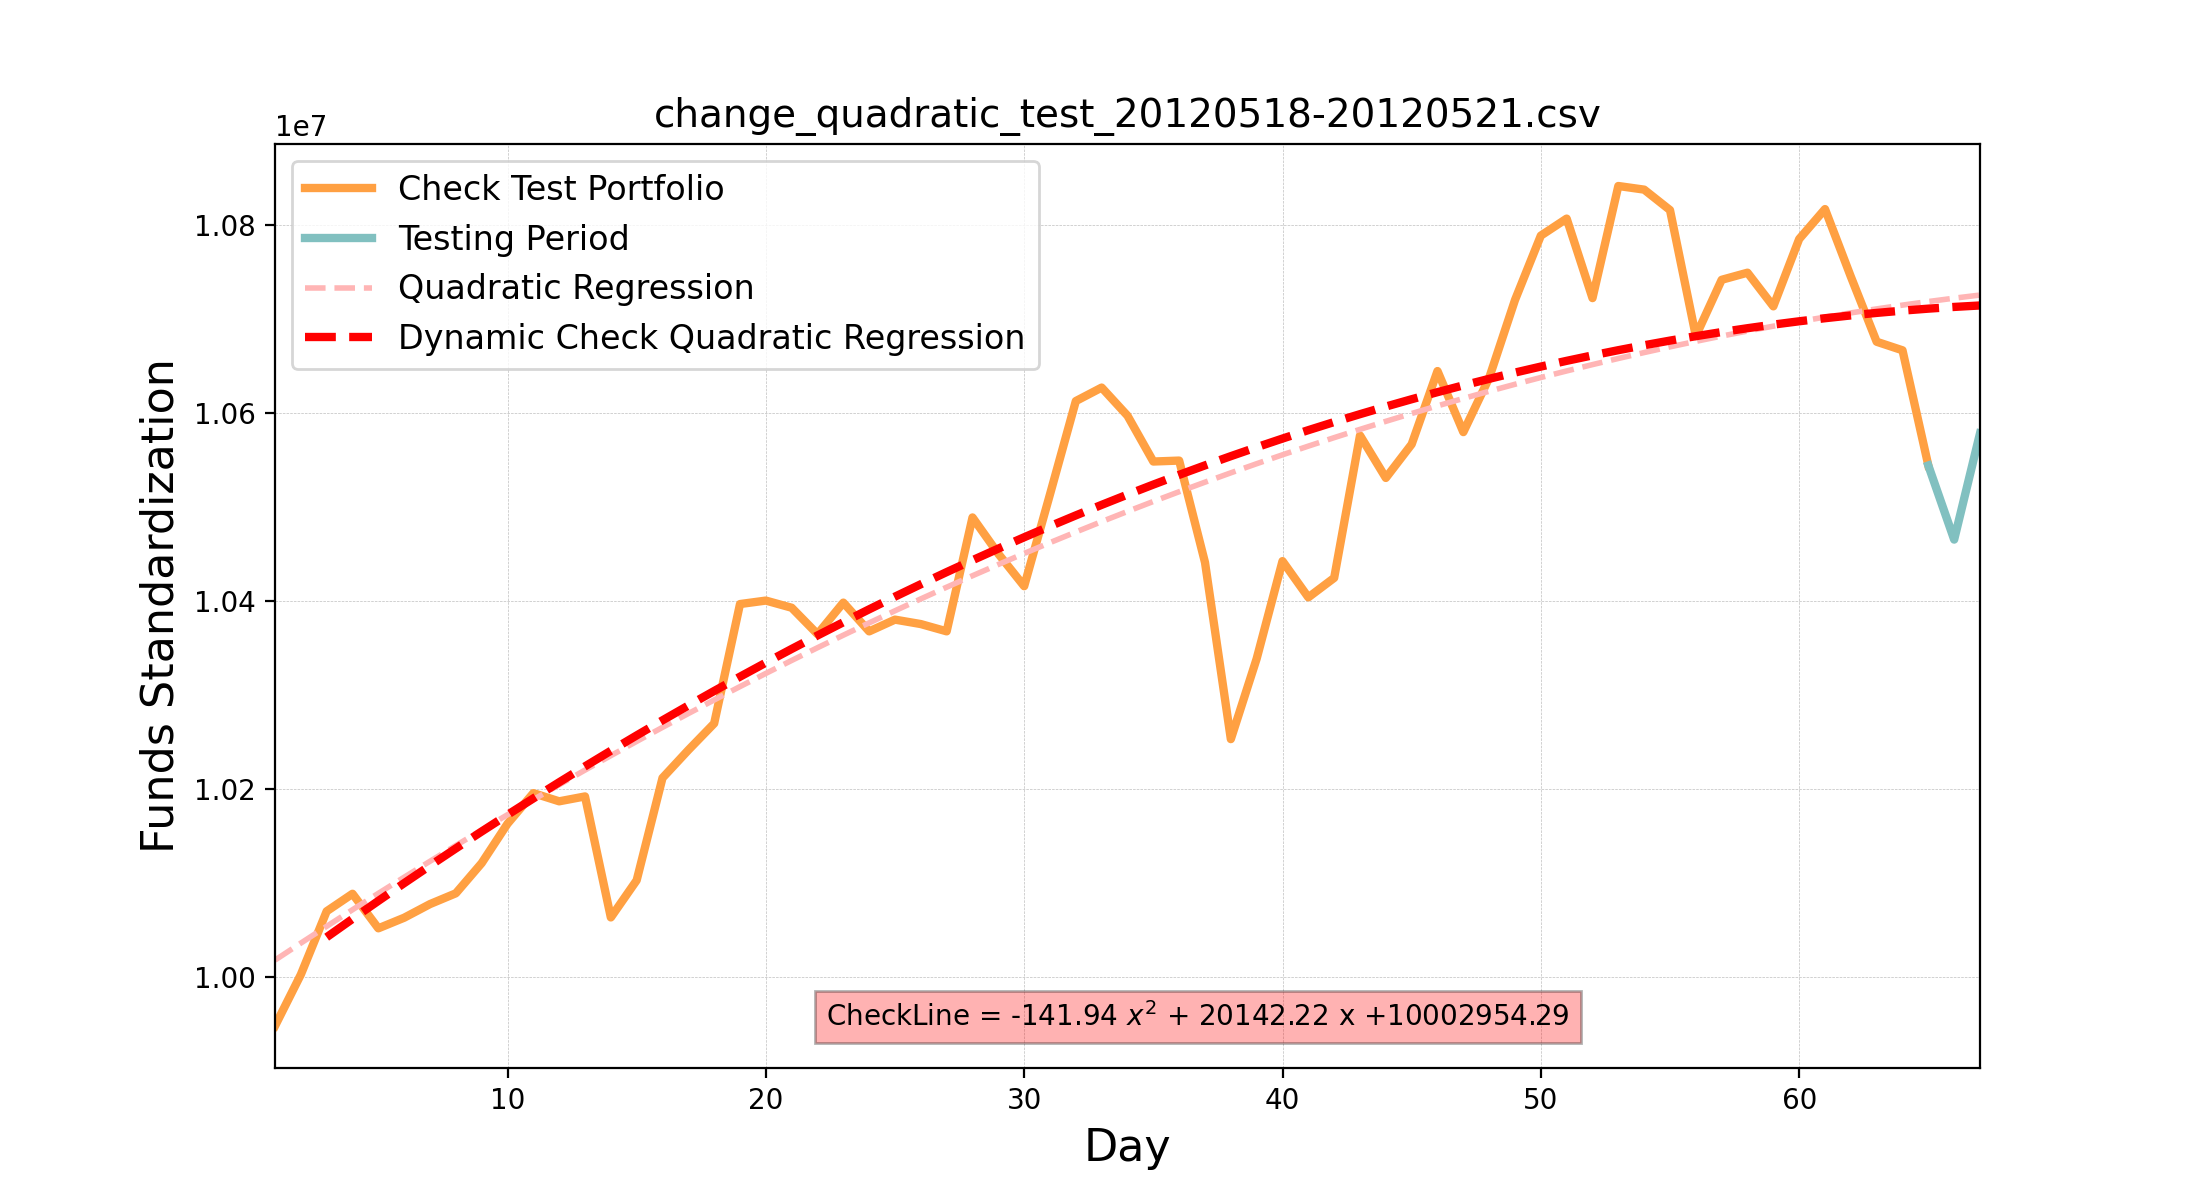 change_quadratic_test_20120518-20120521.csv
1e7
Check Test Portfolio
Testing Period
Quadratic Regression
Dynamic Check Quadratic Regression
1.08
1.06
1.04
1.02
1.00
Funds Standardization
CheckLine = -141.94 x² + 20142.22 x +10002954.29
10 20 30 40 50 60
Day